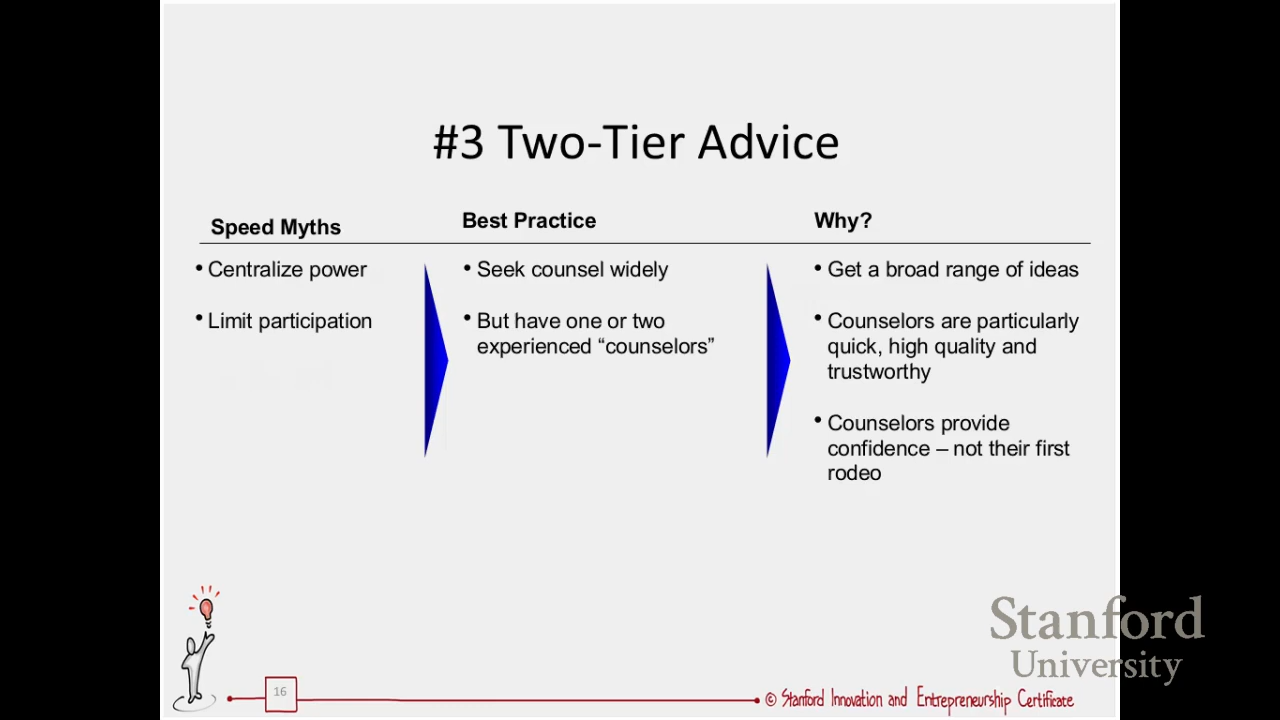 #3 Two-Tier Advice
Speed Myths
• Centralize power
• Limit participation
Best Practice
• Seek counsel widely
• But have one or two
experienced “counselors”
Why?
• Get a broad range of ideas
• Counselors are particularly
quick, high quality and
trustworthy
• Counselors provide
confidence – not their first
rodeo
16
© Stanford Innovation and Entrepreneurship Certificate
Stanford
University